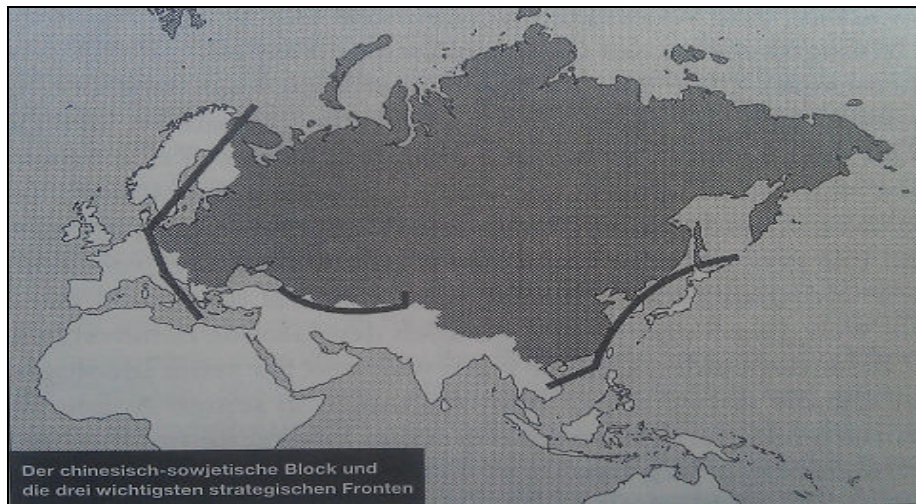 Der chinesisch-sowjetische Block und
die drei wichtigsten strategischen Fronten